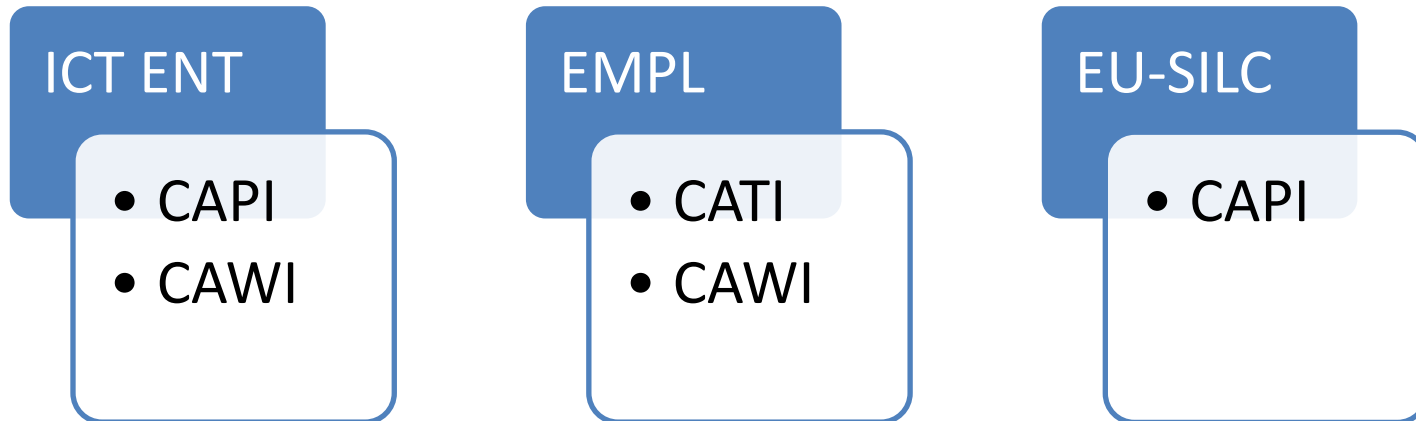 ICT ENT
• CAPI
• CAWI
EMPL
• CATI
• CAWI
EU-SILC
• CAPI